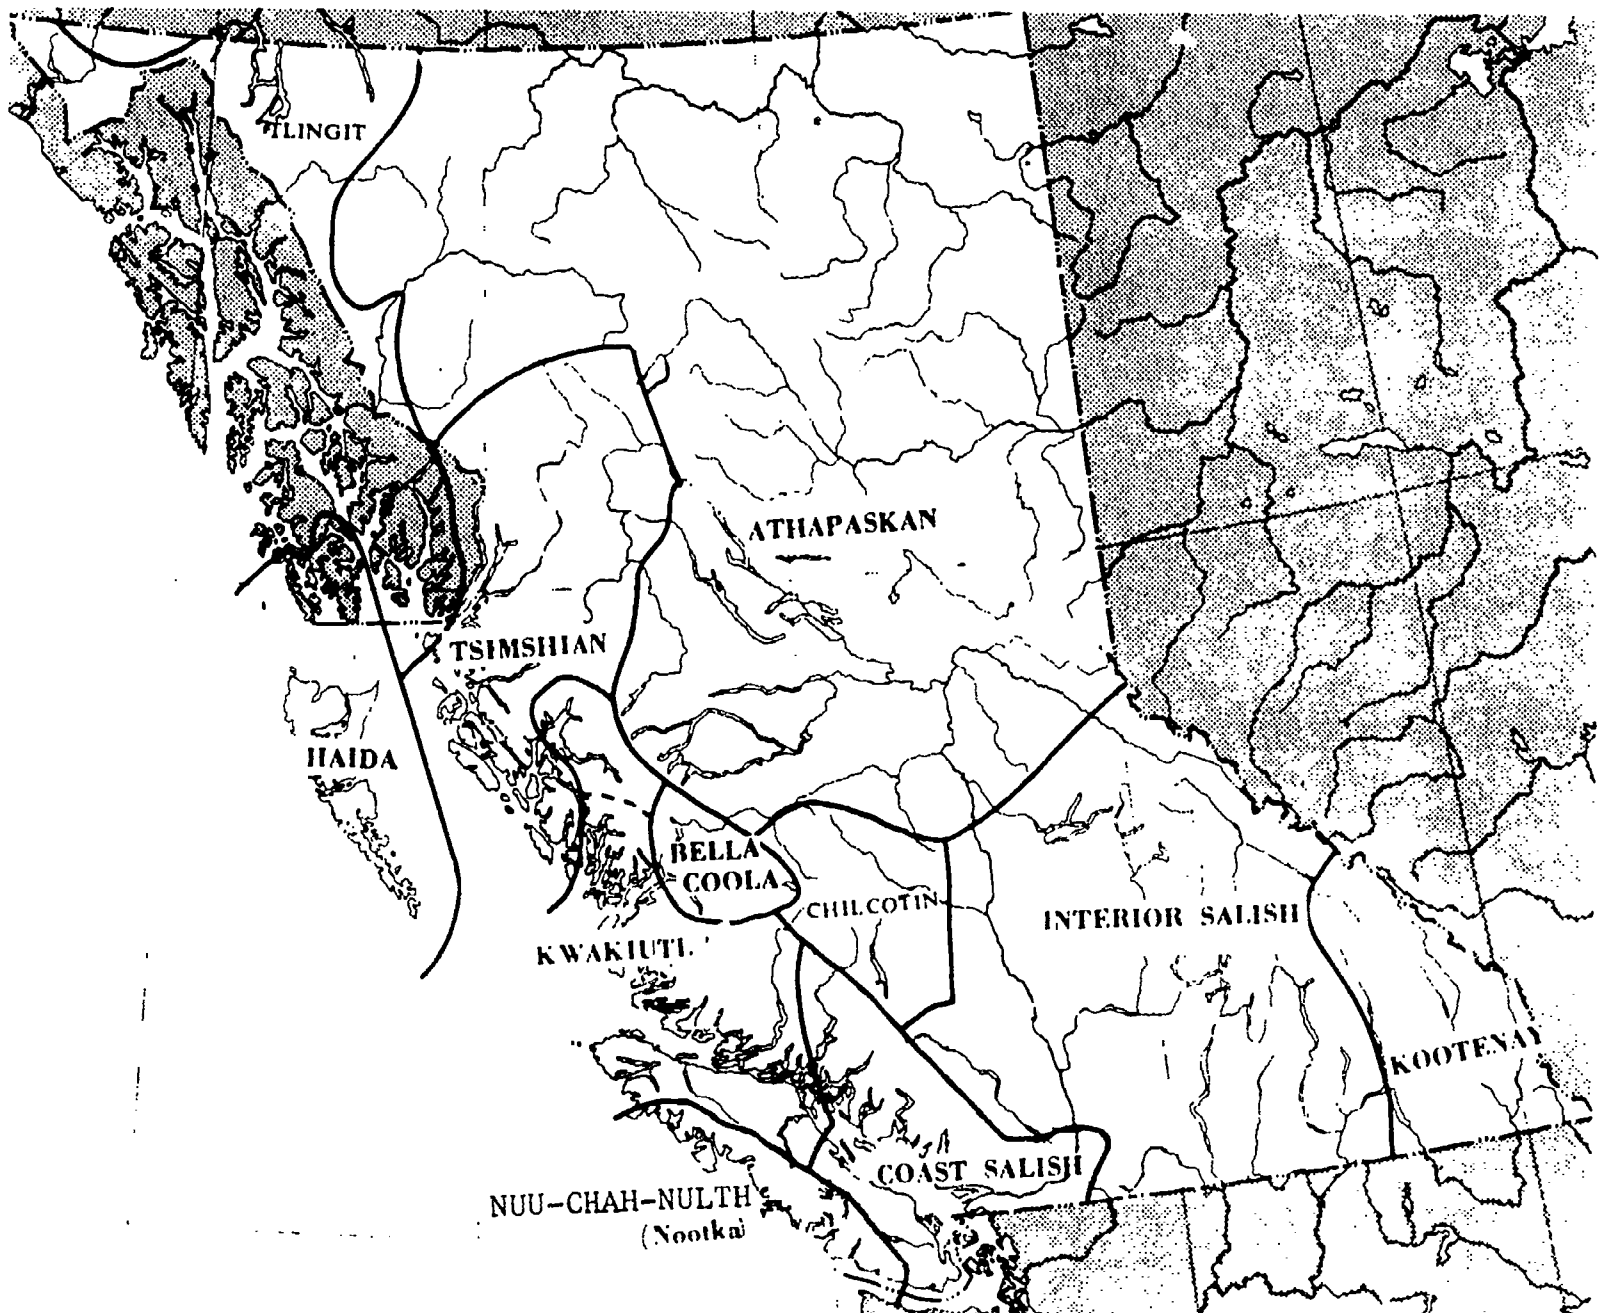 TLINGIT
ATHAPASKAN
TSIMSHIAN
HAIDA
BELLA
COOLA
CHILCOTIN
INTERIOR SALISH
KWAKIUTL
KOOTENAY
COAST SALISH
NUU-CHAH-NULTH
(Nootka)